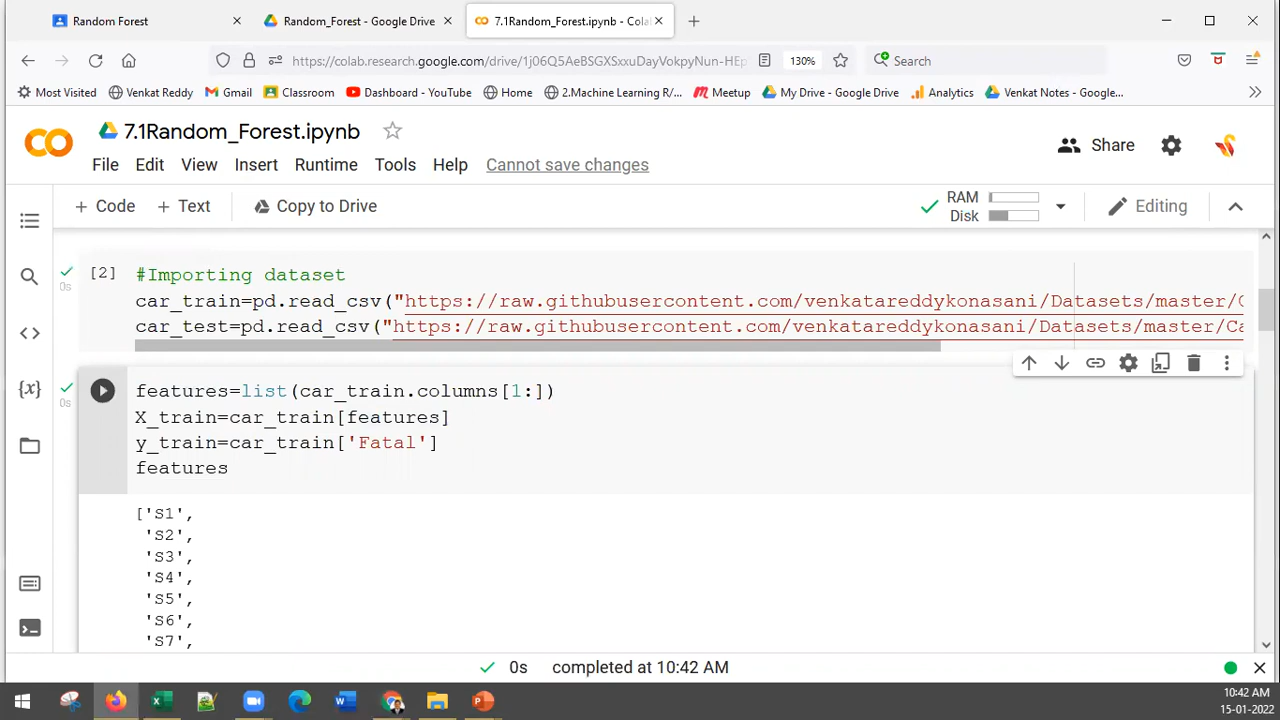 Random Forest
Random_Forest - Google Drive
7.1Random_Forest.ipynb - Cola
https://colab.research.google.com/drive/
130%
Search
Most Visited
Venkat Reddy
Gmail
Classroom
Dashboard - YouTube
Home
2.Machine Learning R/...
Meetup
My Drive - Google Drive
Analytics
Venkat Notes - Google...
7.1Random_Forest.ipynb
Share
File Edit View Insert Runtime Tools Help Cannot save changes
+ Code + Text Copy to Drive
RAM
Disk
Editing
[2] #Importing dataset
car_train=pd.read_csv("https://raw.githubusercontent.com/venkatareddykonasani/Datasets/master/
car_test=pd.read_csv("https://raw.githubusercontent.com/venkatareddykonasani/Datasets/master/Ca
0s
features=list(car_train.columns[1:])
X_train=car_train[features]
y_train=car_train['Fatal']
features
0s
['S1',
'S2',
'S3',
'S4',
'S5',
'S6',
'S7',
0s completed at 10:42 AM
10:42 AM
15-01-2022